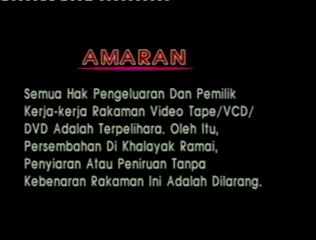 AMARAN
Semua Hak Pengeluaran Dan Pemilik
Kerja-kerja Rakaman Video Tape/VCD/
DVD Adalah Terpelihara. Oleh Itu,
Persembahan Di Khalayak Ramai,
Penyiaran Atau Peniruan Tanpa
Kebenaran Rakaman Ini Adalah Dilarang.